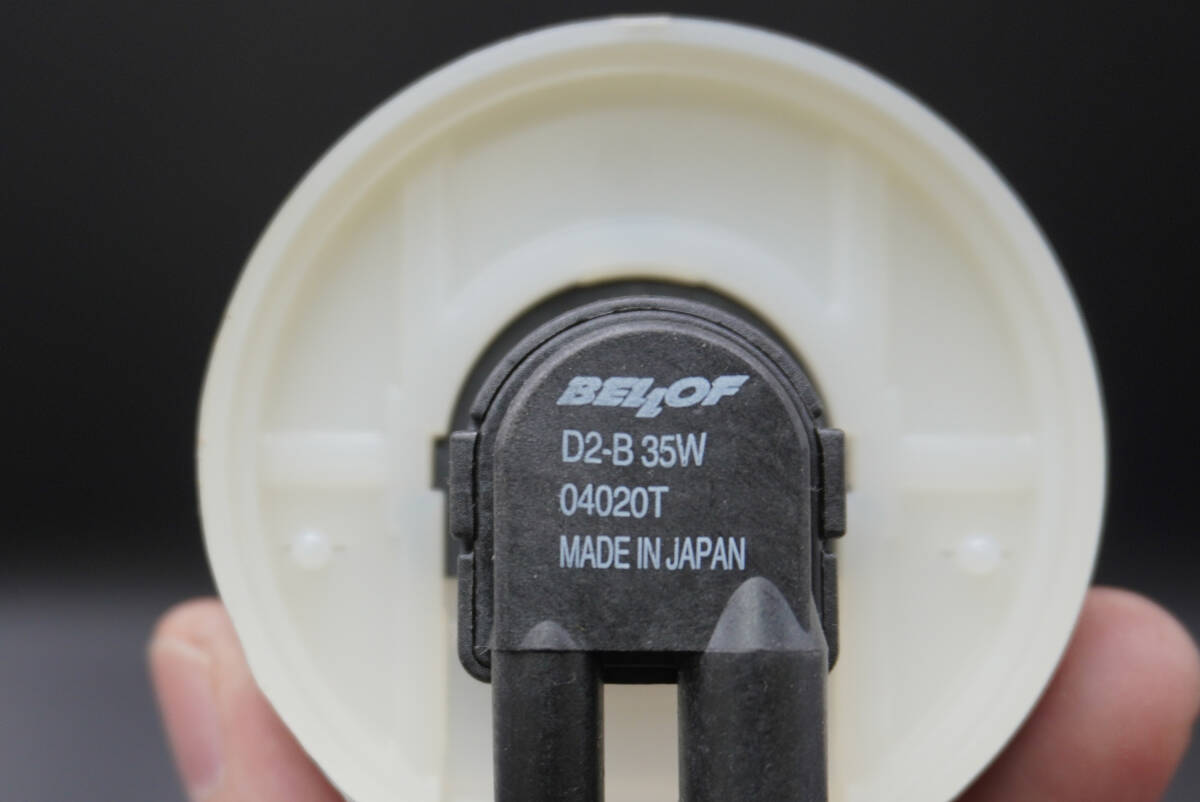 BELLOF
D2-B 35W
04020T
MADE IN JAPAN